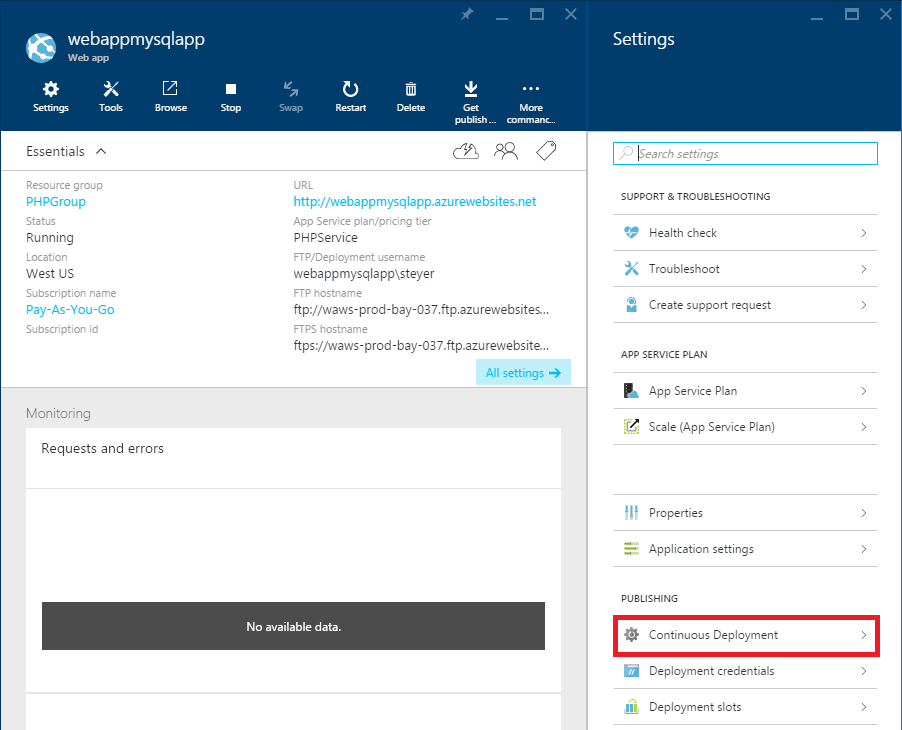 webappmysqlapp
Web app
Settings
Tools
Browse
Stop
Swap
Restart
Delete
Get
publish ...
More
commanc...
Essentials
Resource group
PHPGroup
Status
Running
Location
West US
Subscription name
Pay-As-You-Go
Subscription id
URL
http://webappmysqlapp.azurewebsites.net
App Service plan/pricing tier
PHPService
FTP/Deployment username
webappmysqlapp\steyer
FTP hostname
ftp://waws-prod-bay-037.ftp.azurewebsites...
FTPS hostname
ftps://waws-prod-bay-037.ftp.azurewebsite...
All settings
Monitoring
Requests and errors
No available data.
Settings
Search settings
SUPPORT & TROUBLESHOOTING
Health check
Troubleshoot
Create support request
APP SERVICE PLAN
App Service Plan
Scale (App Service Plan)
Properties
Application settings
PUBLISHING
Continuous Deployment
Deployment credentials
Deployment slots